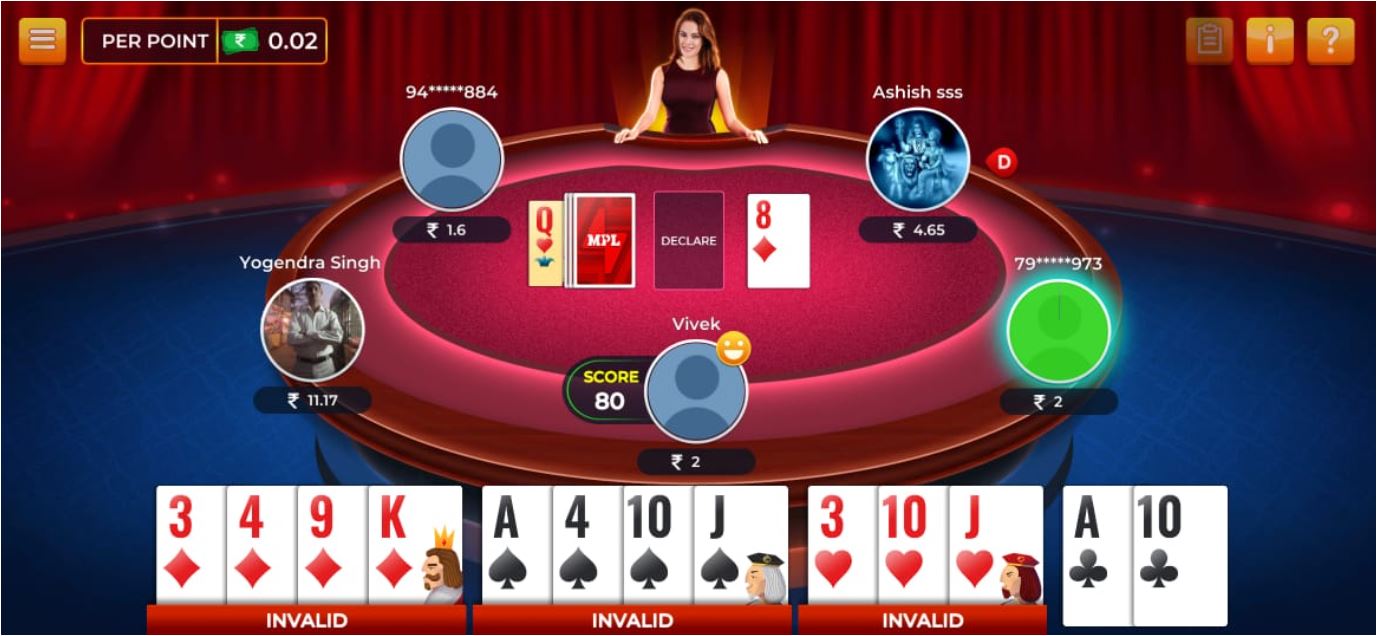 PER POINT ₹ 0.02
i ?
94*****884
Ashish sss
D
₹ 1.6
₹ 4.65
Q MPL DECLARE 8
Yogendra Singh
79*****973
Vivek
SCORE
80
₹ 11.17
₹ 2
₹ 2
3 4 9 K A 4 10 J 3 10 J A 10
INVALID INVALID INVALID